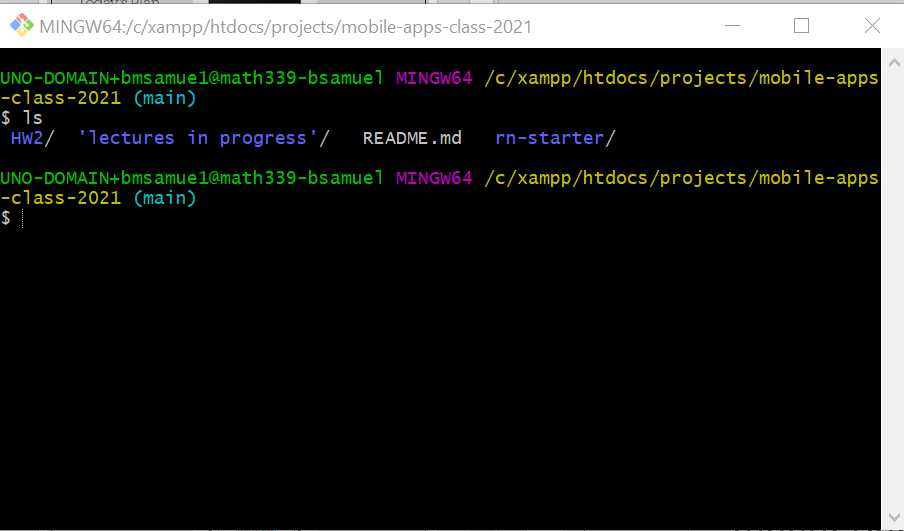 Today's Plan
MINGW64:/c/xampp/htdocs/projects/mobile-apps-class-2021
UNO-DOMAIN+bmsamue1@math339-bsamuel MINGW64 /c/xampp/htdocs/projects/mobile-apps
-class-2021 (main)
$ ls
HW2/ 'lectures in progress'/ README.md rn-starter/
UNO-DOMAIN+bmsamue1@math339-bsamuel MINGW64 /c/xampp/htdocs/projects/mobile-apps
-class-2021 (main)
$